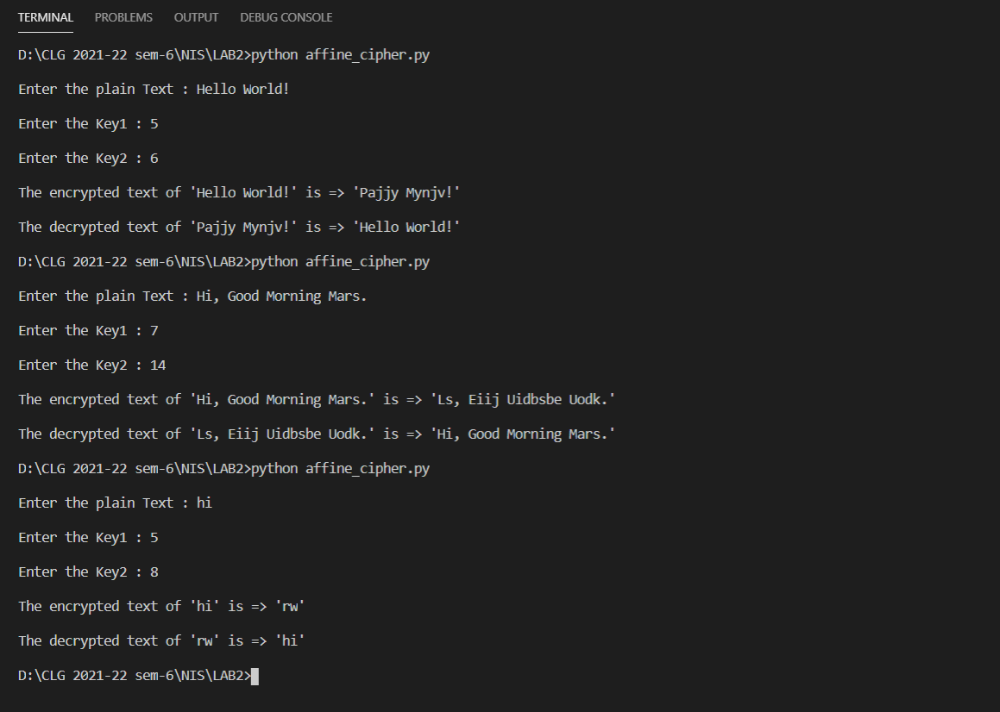 TERMINAL PROBLEMS OUTPUT DEBUG CONSOLE
D:\CLG 2021-22 sem-6\NIS\LAB2>python affine_cipher.py
Enter the plain Text : Hello World!
Enter the Key1 : 5
Enter the Key2 : 6
The encrypted text of 'Hello World!' is => 'Pajjy Mynjv!'
The decrypted text of 'Pajjy Mynjv!' is => 'Hello World!'
D:\CLG 2021-22 sem-6\NIS\LAB2>python affine_cipher.py
Enter the plain Text : Hi, Good Morning Mars.
Enter the Key1 : 7
Enter the Key2 : 14
The encrypted text of 'Hi, Good Morning Mars.' is => 'Ls, Eiij Uidbsbe Uodk.'
The decrypted text of 'Ls, Eiij Uidbsbe Uodk.' is => 'Hi, Good Morning Mars.'
D:\CLG 2021-22 sem-6\NIS\LAB2>python affine_cipher.py
Enter the plain Text : hi
Enter the Key1 : 5
Enter the Key2 : 8
The encrypted text of 'hi' is => 'rw'
The decrypted text of 'rw' is => 'hi'
D:\CLG 2021-22 sem-6\NIS\LAB2>